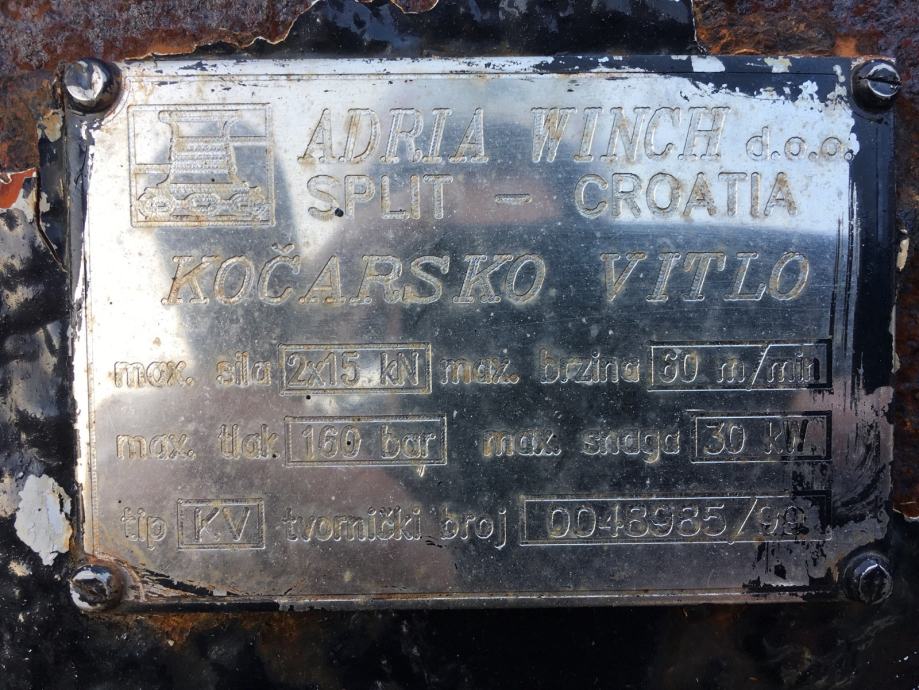 ADRIA WINCH d.o.o.
SPLIT - CROATIA
KOČARSKO VITLO
max. sila 2x15 kN max. brzina 60 m/min
max. tlak 160 bar max. snaga 30 kW
tip KV tvornički broj 0048985/99